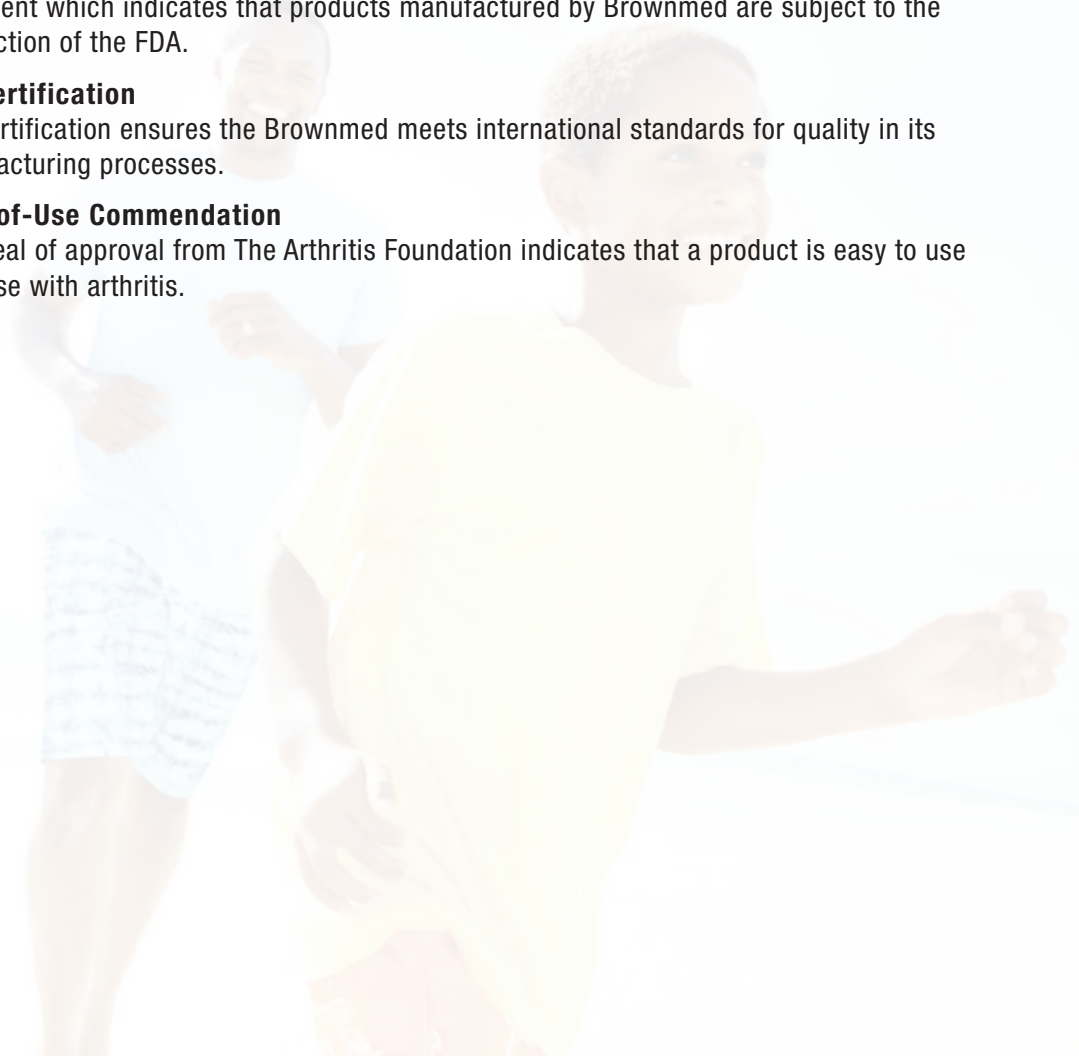 ent which indicates that products manufactured by Brownmed are subject to the
ction of the FDA.
ertification
rtification ensures the Brownmed meets international standards for quality in its
acturing processes.
of-Use Commendation
eal of approval from The Arthritis Foundation indicates that a product is easy to use
se with arthritis.